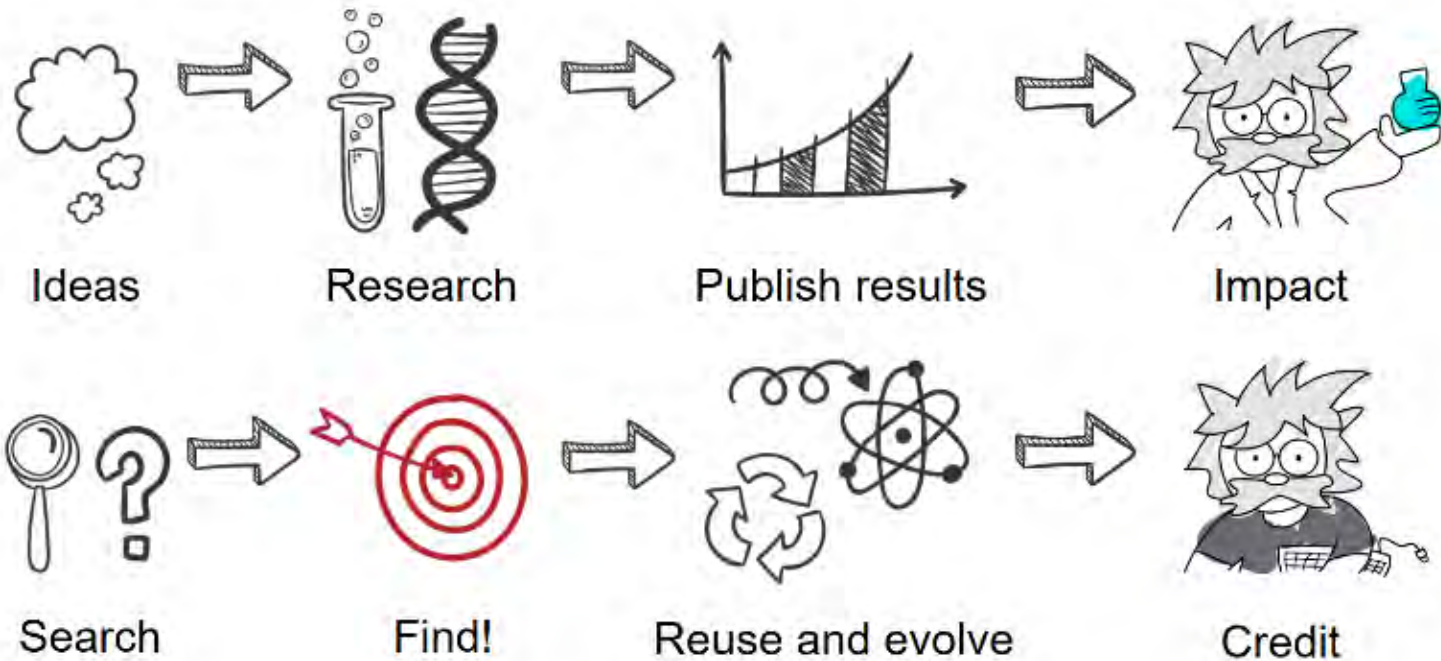 Ideas
Research
Publish results
Impact
Search
Find!
Reuse and evolve
Credit